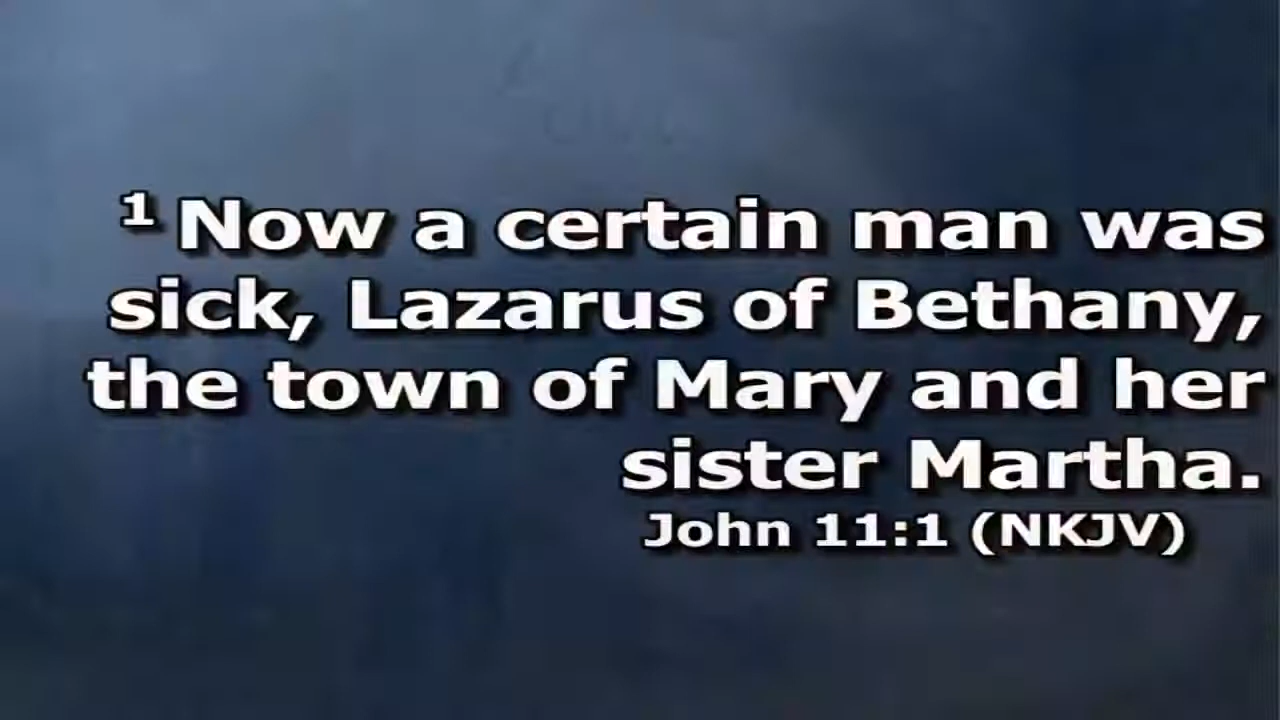 1 Now a certain man was
sick, Lazarus of Bethany,
the town of Mary and her
sister Martha.
John 11:1 (NKJV)